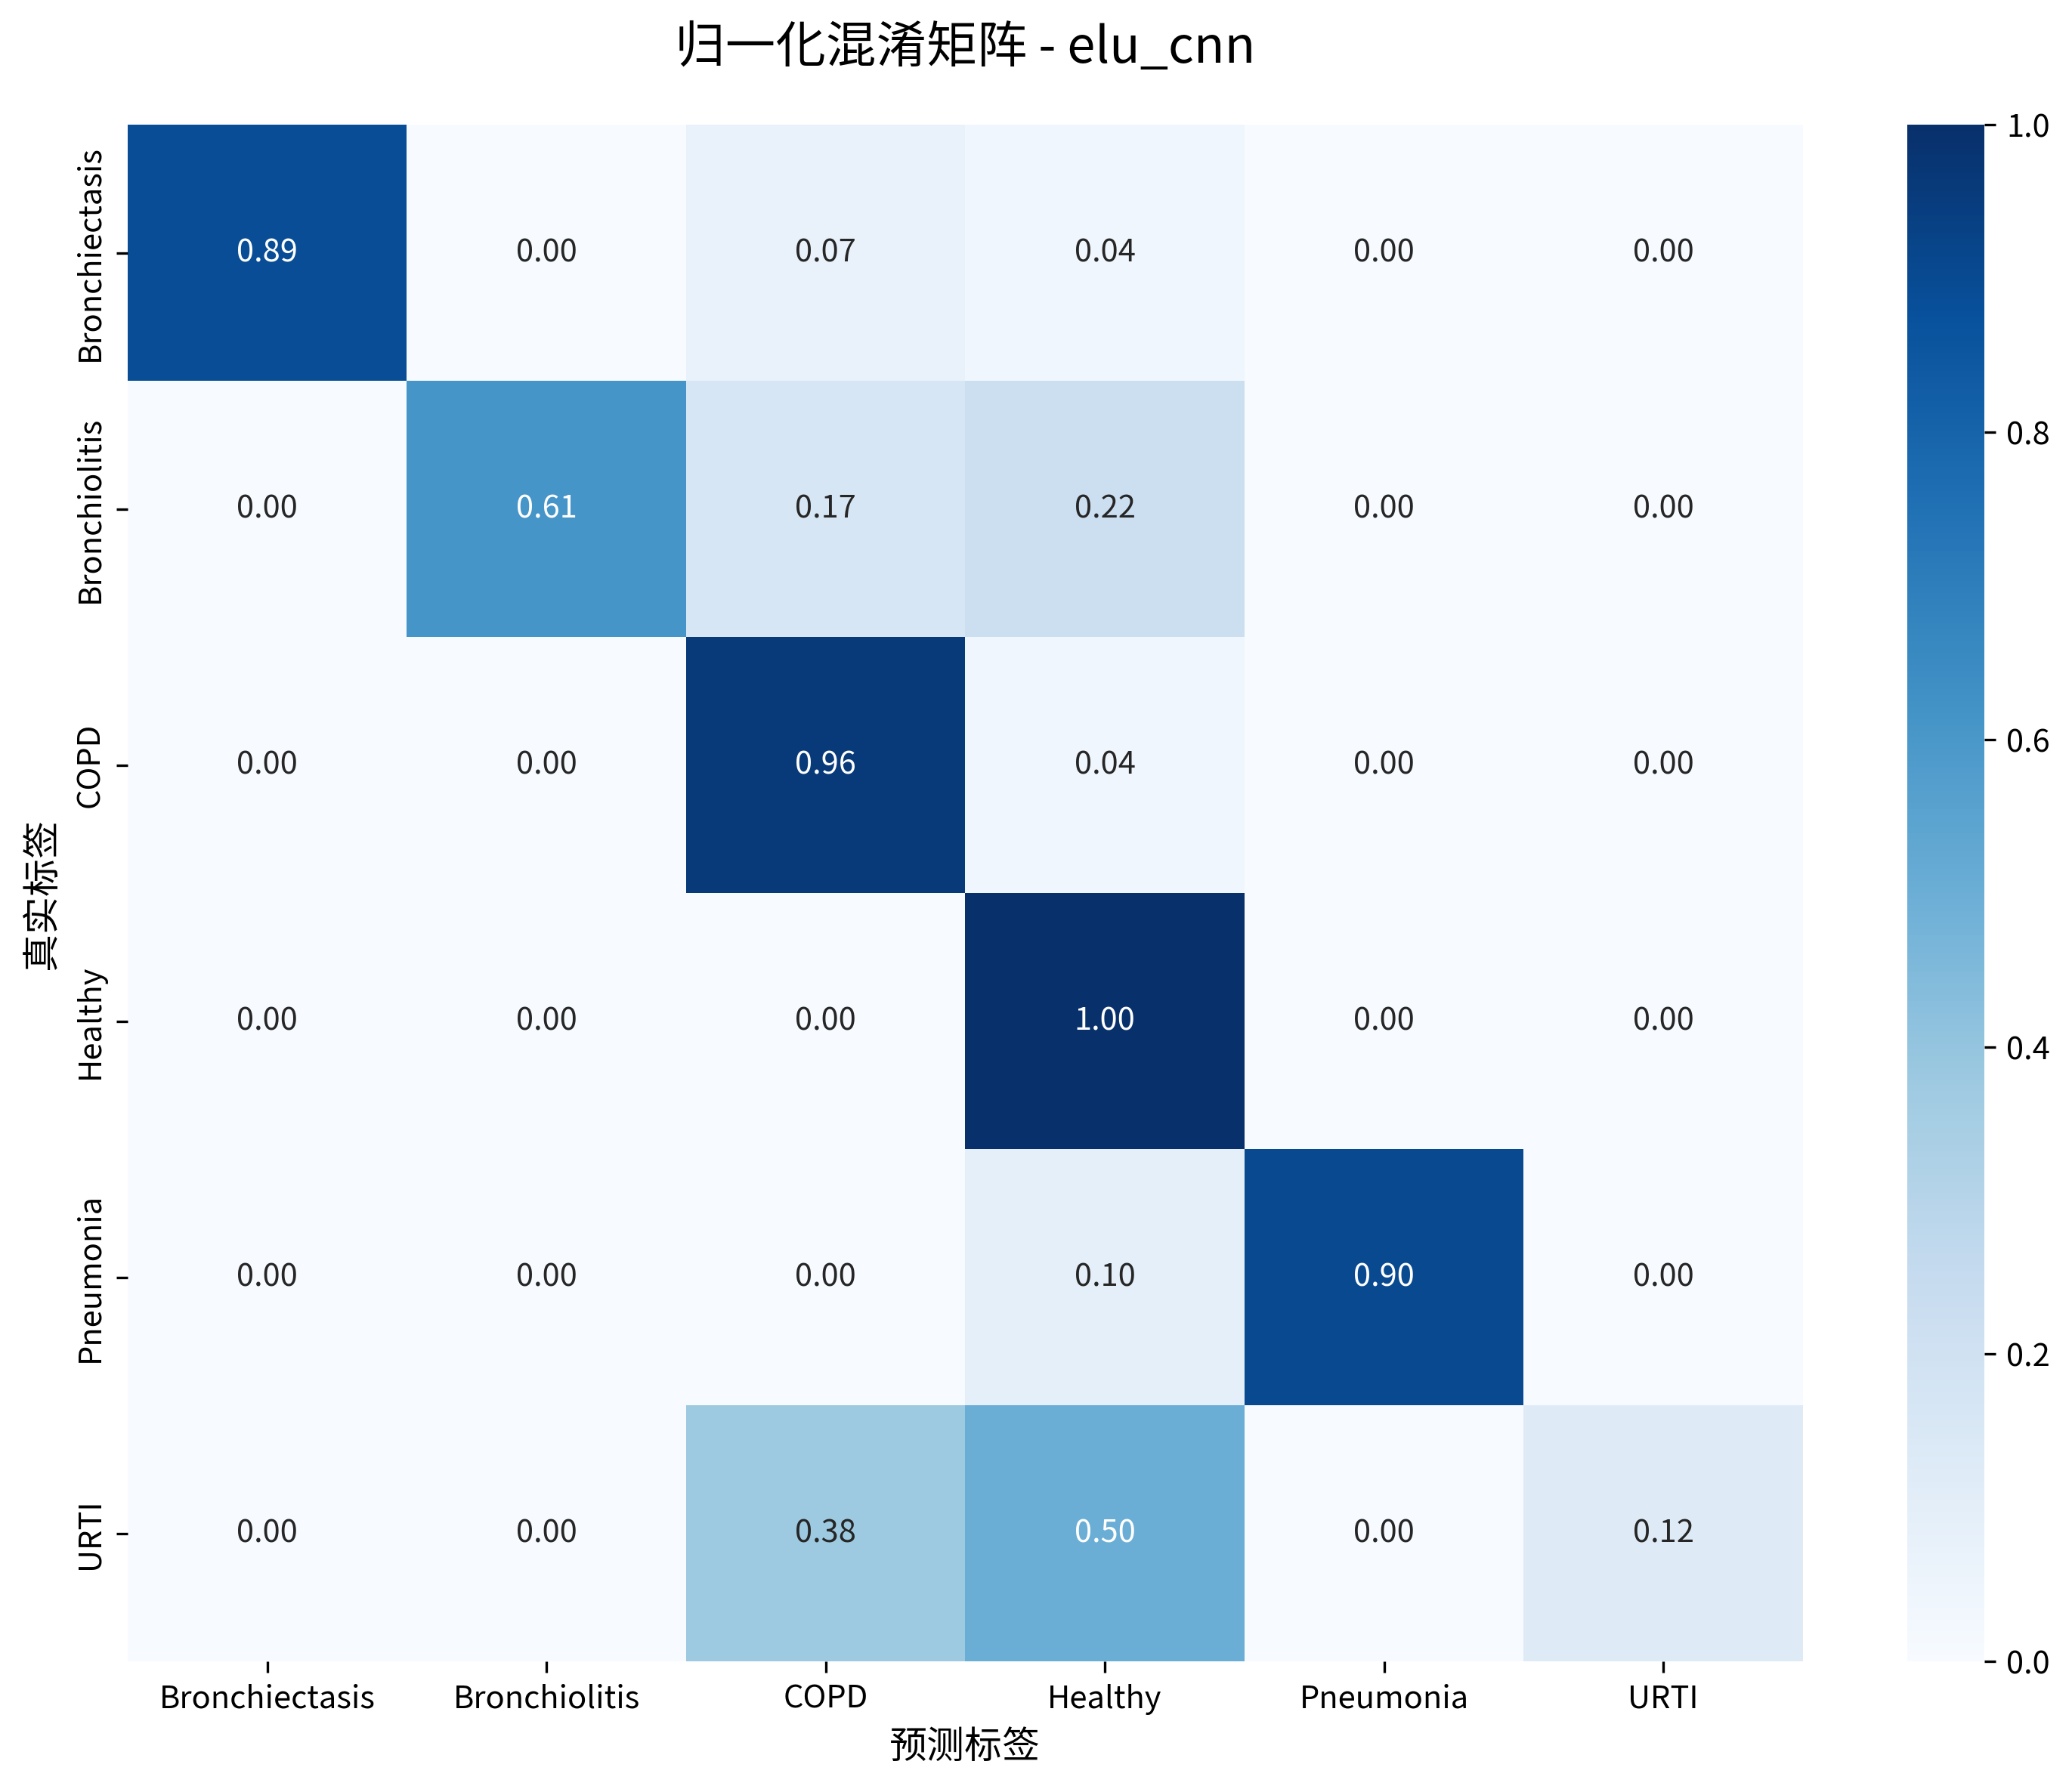 归一化混淆矩阵 - elu_cnn
真实标签
Bronchiectasis 0.89 0.00 0.07 0.04 0.00 0.00
Bronchiolitis 0.00 0.61 0.17 0.22 0.00 0.00
COPD 0.00 0.00 0.96 0.04 0.00 0.00
Healthy 0.00 0.00 0.00 1.00 0.00 0.00
Pneumonia 0.00 0.00 0.00 0.10 0.90 0.00
URTI 0.00 0.00 0.38 0.50 0.00 0.12
Bronchiectasis Bronchiolitis COPD Healthy Pneumonia URTI
预测标签
1.0
0.8
0.6
0.4
0.2
0.0